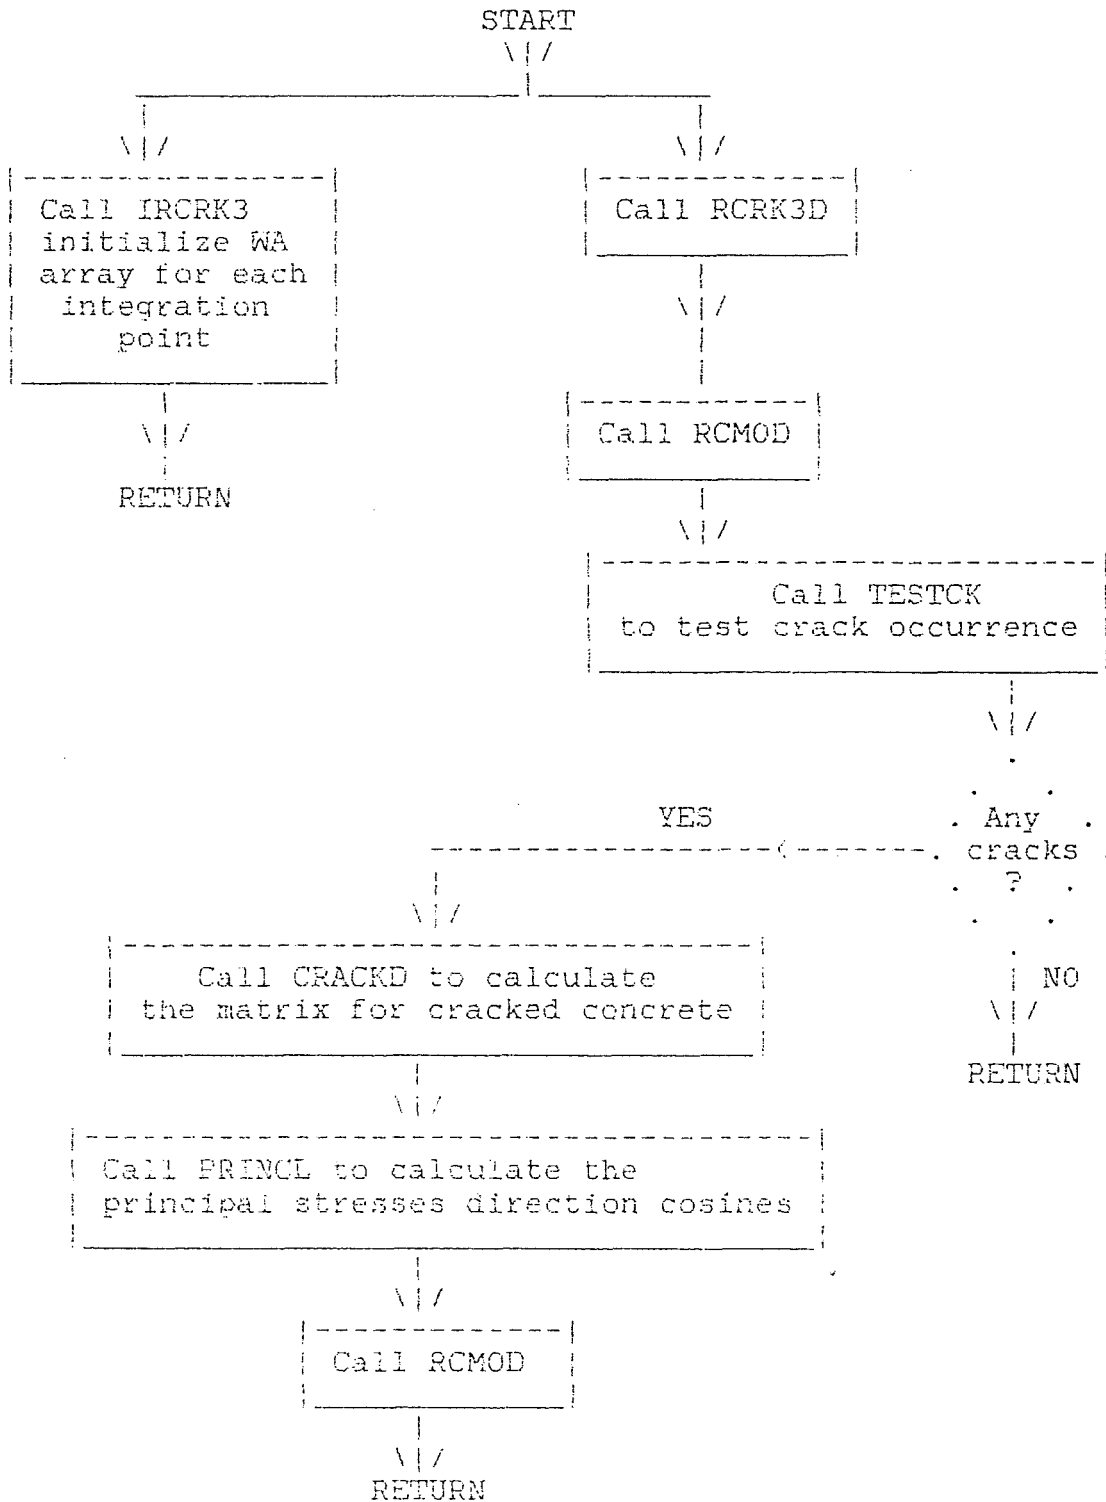 START
Call IRCRK3
initialize WA
array for each
integration
point
RETURN
Call RCRK3D
Call RCMOD
Call TESTCK
to test crack occurrence
Any
cracks
?
YES
NO
RETURN
Call CRACKD to calculate
the matrix for cracked concrete
Call PRINCL to calculate the
principal stresses direction cosines
Call RCMOD
RETURN